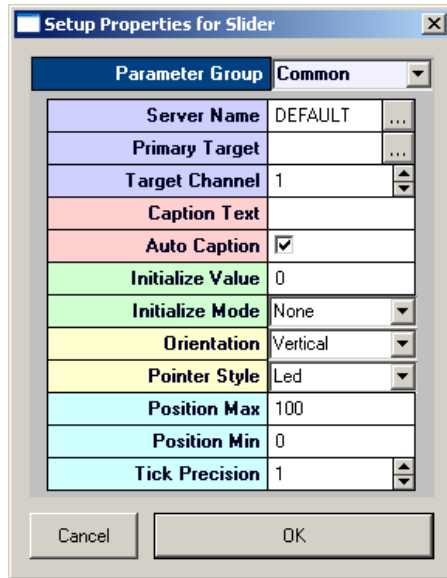 Setup Properties for Slider
Parameter Group Common
Server Name DEFAULT ...
Primary Target ...
Target Channel 1
Caption Text
Auto Caption
Initialize Value 0
Initialize Mode None
Orientation Vertical
Pointer Style Led
Position Max 100
Position Min 0
Tick Precision 1
Cancel OK